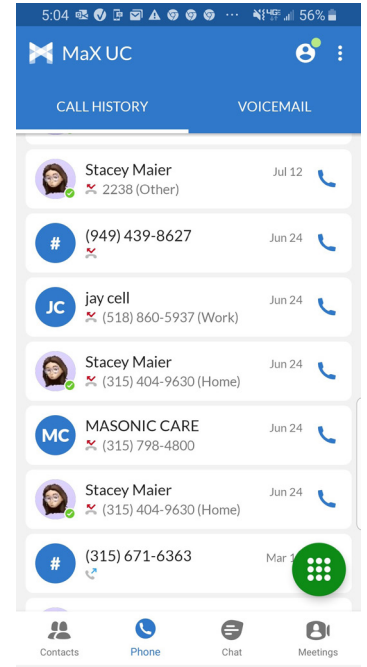 5:04
56%
MaX UC
CALL HISTORY
VOICEMAIL
Stacey Maier
Jul 12
2238 (Other)
#
(949) 439-8627
Jun 24
JC
jay cell
Jun 24
(518) 860-5937 (Work)
Stacey Maier
Jun 24
(315) 404-9630 (Home)
MC
MASONIC CARE
Jun 24
(315) 798-4800
Stacey Maier
Jun 24
(315) 404-9630 (Home)
#
(315) 671-6363
Mar
Contacts
Phone
Chat
Meetings